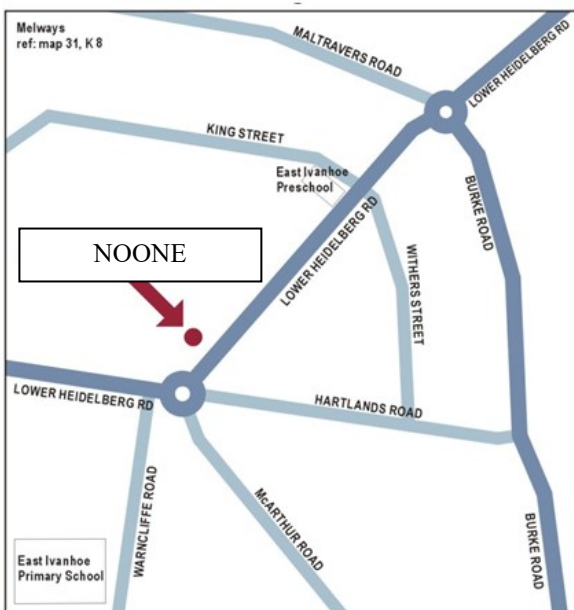 Melways
ref: map 31, K 8
MALTRAVERS ROAD
LOWER HEIDELBERG RD
KING STREET
East Ivanhoe
Preschool
BURKE ROAD
LOWER HEIDELBERG RD
WITHERS STREET
NOONE
LOWER HEIDELBERG RD
HARTLANDS ROAD
WARNCLIFFE ROAD
McARTHUR ROAD
BURKE ROAD
East Ivanhoe
Primary School